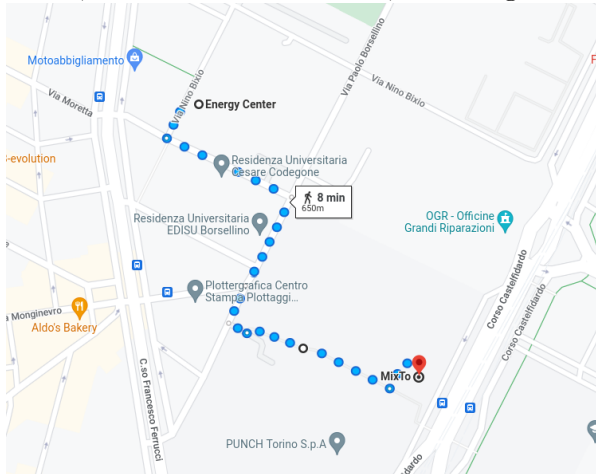 Motoabbigliamento
Via Nino Bixio
Via Paolo Borsellino
Via Nino Bixio
F
Via Moretta
Energy Center
-evolution
Residenza Universitaria
Cesare Codegone
8 min
650m
Residenza Universitaria
EDISU Borsellino
OGR - Officine
Grandi Riparazioni
Plottergrafica Centro
Stampa Plottaggi...
a Monginevro
Aldo's Bakery
Corso Castelfidardo
Corso Castelfidardo
C.so Francesco Ferrucci
MixTo
PUNCH Torino S.p.A
fidardo